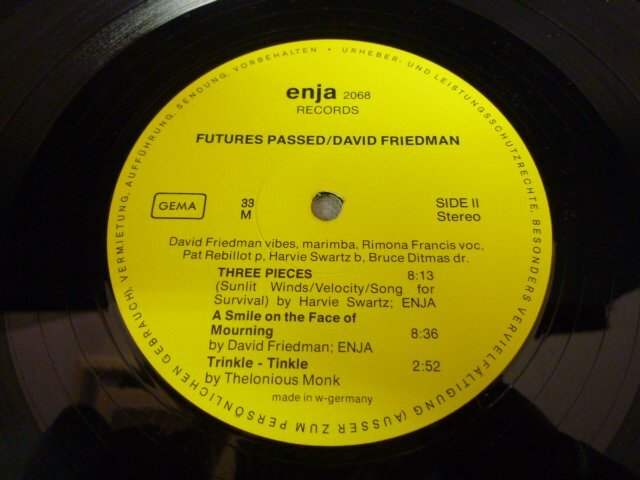 enja 2068
RECORDS
FUTURES PASSED/DAVID FRIEDMAN
GEMA
33
M
SIDE II
Stereo
David Friedman vibes, marimba, Rimona Francis voc,
Pat Rebillot p, Harvie Swartz b, Bruce Ditmas dr.
THREE PIECES 8:13
(Sunlit Winds/Velocity/Song for
Survival) by Harvie Swartz; ENJA
A Smile on the Face of
Mourning 8:36
by David Friedman; ENJA
Trinkle - Tinkle 2:52
by Thelonious Monk
made in w-germany
URHEBER- UND LEISTUNGSSCHUTZRECHTE, BESONDERS VERVIELFÄLTIGUNG (AUSSER ZUM PERSÖNLICHEN GEBRAUCH), VERMIETUNG, AUFFÜHRUNG, SENDUNG, VORBEHALTEN •